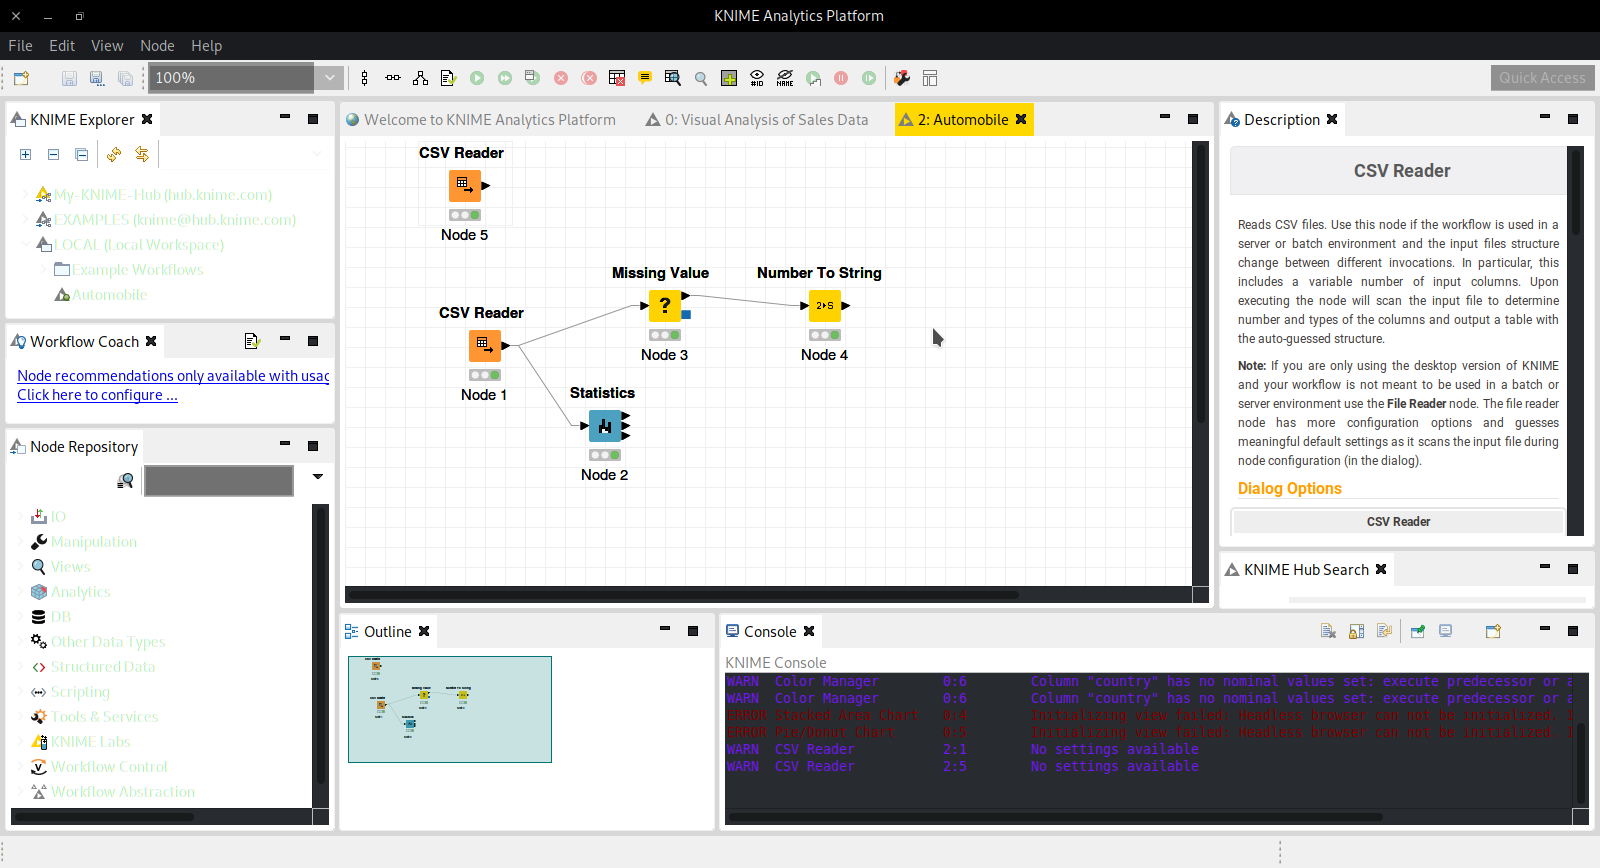 KNIME Analytics Platform
File Edit View Node Help
100%
#ID
NAME
Quick Access
KNIME Explorer
My-KNIME-Hub (hub.knime.com)
EXAMPLES (knime@hub.knime.com)
LOCAL (Local Workspace)
Example Workflows
Automobile
Workflow Coach
Node recommendations only available with usag
Click here to configure ...
Node Repository
IO
Manipulation
Views
Analytics
DB
Other Data Types
Structured Data
Scripting
Tools & Services
KNIME Labs
Workflow Control
Workflow Abstraction
Welcome to KNIME Analytics Platform
0: Visual Analysis of Sales Data
2: Automobile
CSV Reader
Node 5
Missing Value
?
Node 3
Number To String
2▸S
Node 4
CSV Reader
Node 1
Statistics
Node 2
Outline
Console
KNIME Console
WARN Color Manager 0:6 Column "country" has no nominal values set: execute predecessor or a
WARN Color Manager 0:6 Column "country" has no nominal values set: execute predecessor or a
ERROR Stacked Area Chart 0:4 Initializing view failed: Headless browser can not be initialized.
ERROR Pie/Donut Chart 0:5 Initializing view failed: Headless browser can not be initialized.
WARN CSV Reader 2:1 No settings available
WARN CSV Reader 2:5 No settings available
Description
CSV Reader
Reads CSV files. Use this node if the workflow is used in a
server or batch environment and the input files structure
change between different invocations. In particular, this
includes a variable number of input columns. Upon
executing the node will scan the input file to determine
number and types of the columns and output a table with
the auto-guessed structure.
Note: If you are only using the desktop version of KNIME
and your workflow is not meant to be used in a batch or
server environment use the File Reader node. The file reader
node has more configuration options and guesses
meaningful default settings as it scans the input file during
node configuration (in the dialog).
Dialog Options
CSV Reader
KNIME Hub Search